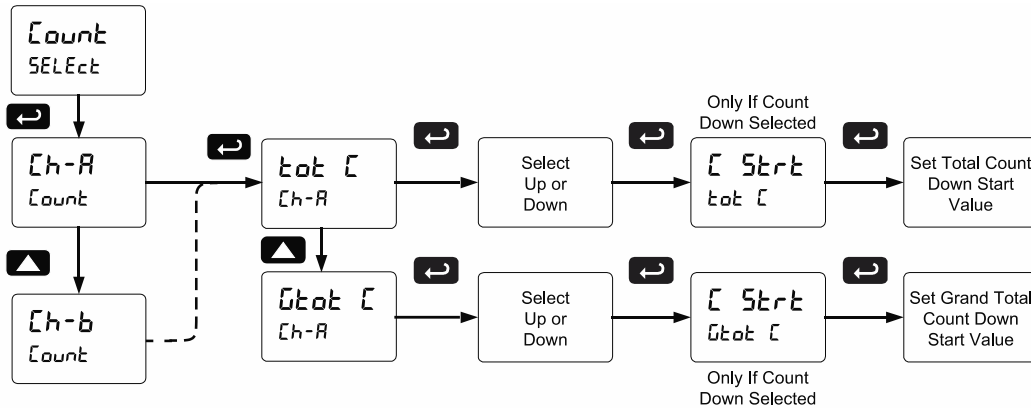 Count
SELEct
Ch-A
Count
Ch-b
Count
tot C
Ch-A
Select
Up or
Down
Only If Count
Down Selected
C Strt
tot C
Set Total Count
Down Start
Value
Gtot C
Ch-A
Select
Up or
Down
C Strt
Gtot C
Only If Count
Down Selected
Set Grand Total
Count Down
Start Value